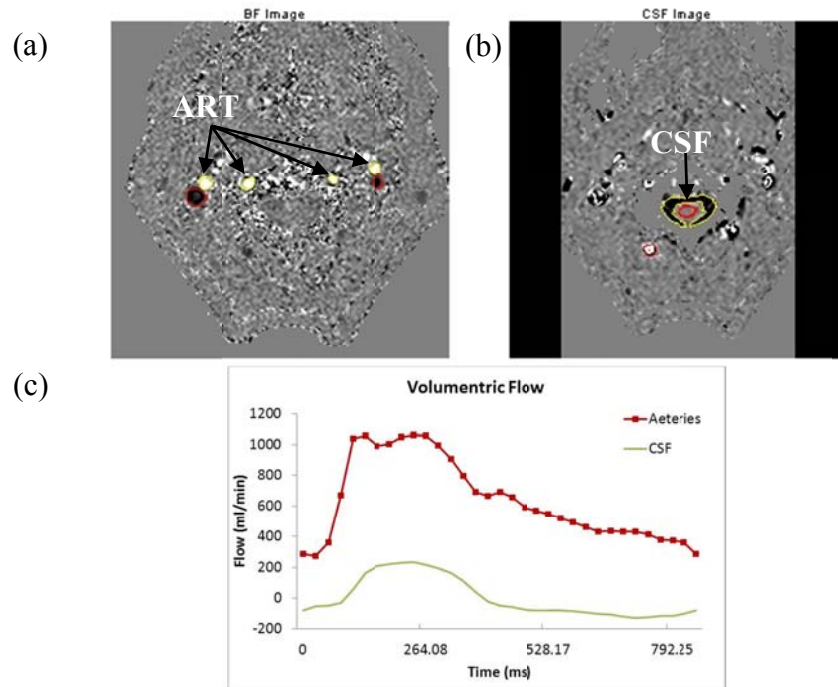 BF Image
CSF Image
(a)
(b)
ART
CSF
(c)
Volumentric Flow
1200
1000
800
600
400
200
0
-200
Flow (ml/min)
Aeteries
CSF
0
264.08
528.17
792.25
Time (ms)